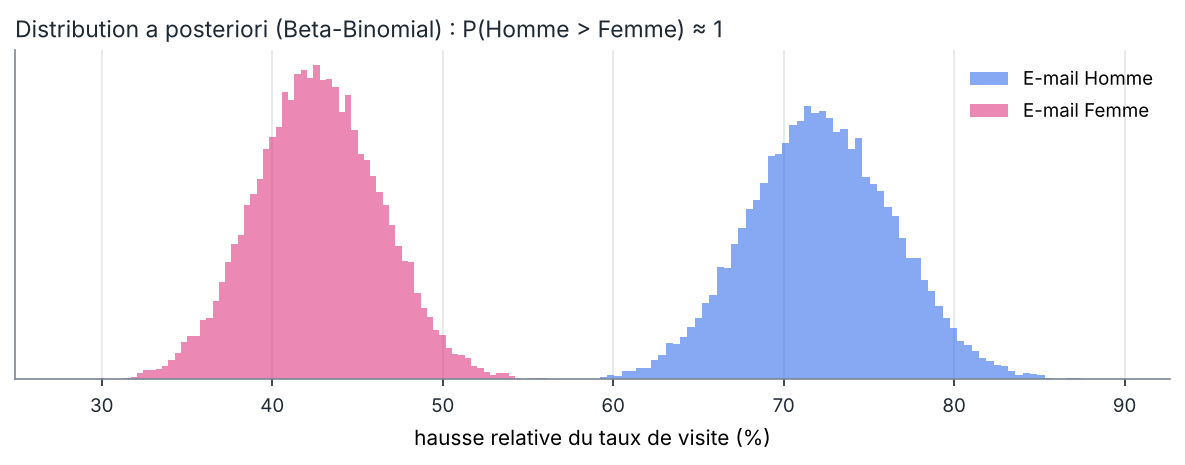 Distribution a posteriori (Beta-Binomial) : P(Homme > Femme) ≈ 1
E-mail Homme
E-mail Femme
30 40 50 60 70 80 90
hausse relative du taux de visite (%)